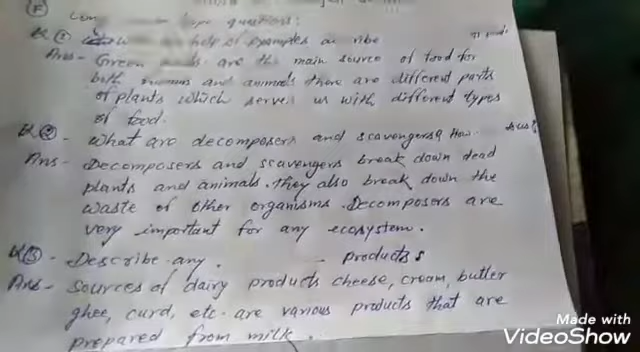 (F) Long type questions:
Q(1) help of examples
Ans- Green are the main source of food for
both and animals there are different parts
of plants which serves us with different types
of food.
Q(2) - What are decomposers and scavengers? How us?
Ans - Decomposers and scavengers break down dead
plants and animals. they also break down the
waste of other organisms. Decomposers are
very important for any ecosystem.
Q(3) - Describe any. products
Ans - Sources of dairy products cheese, cream, butter
ghee, curd, etc. are various products that are
prepared from milk.
Made with
VideoShow